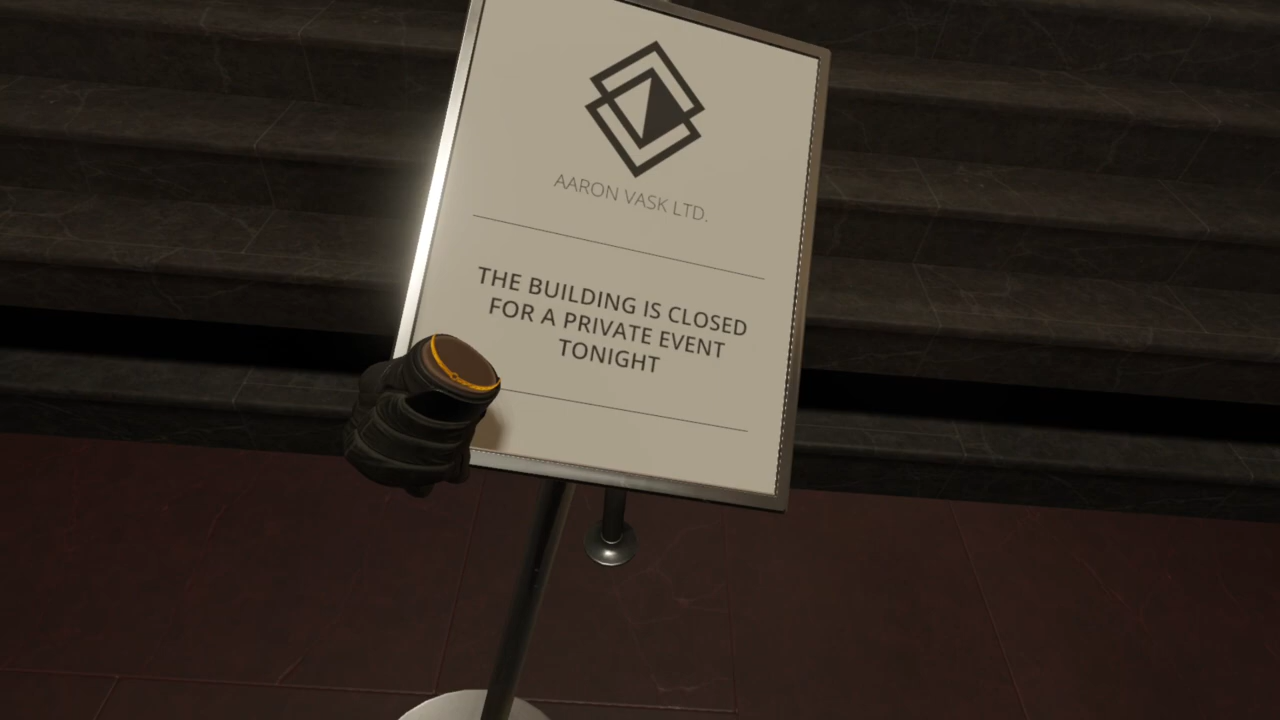 AARON VASK LTD.
THE BUILDING IS CLOSED
FOR A PRIVATE EVENT
TONIGHT